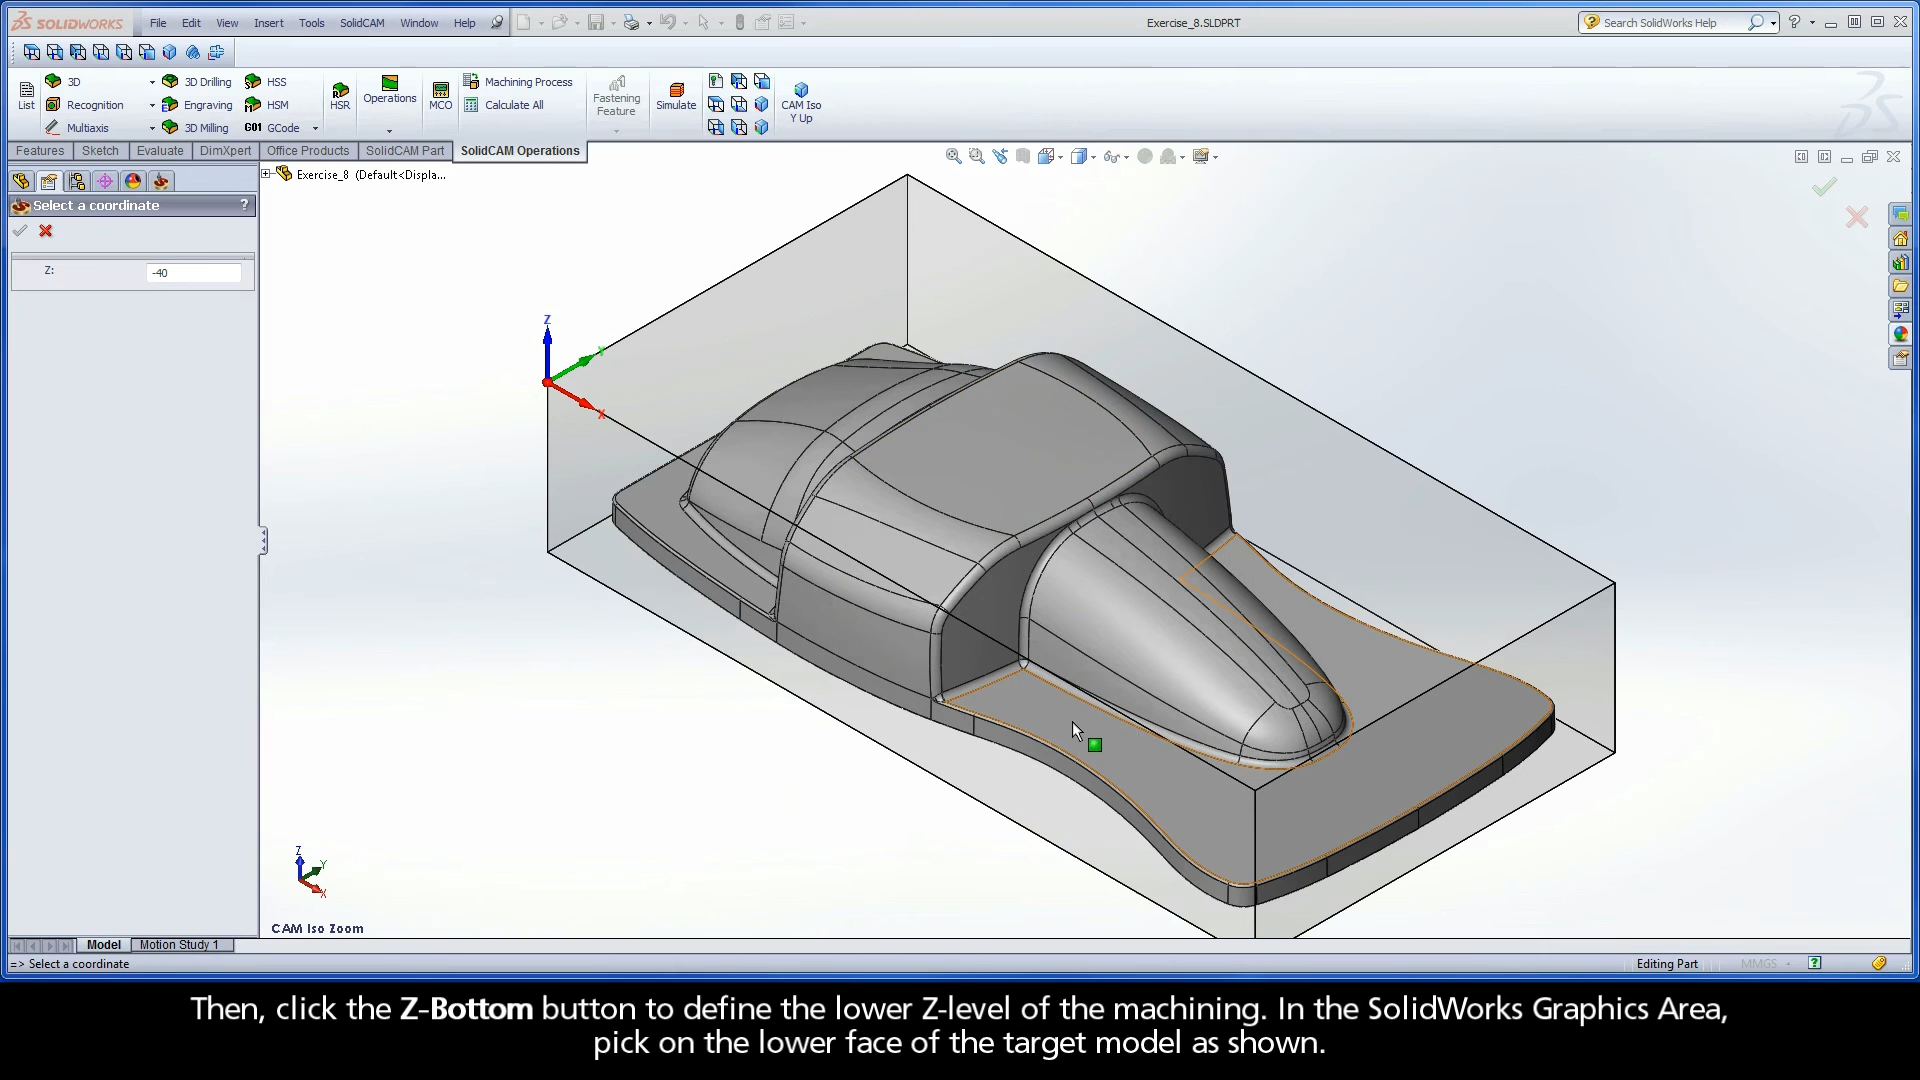 SOLIDWORKS File Edit View Insert Tools SolidCAM Window Help Exercise_8.SLDPRT Search SolidWorks Help
3D 3D Drilling HSS Machining Process
List Recognition Engraving HSM HSR Operations MCO Calculate All Fastening Feature Simulate CAM Iso Y Up
Multiaxis 3D Milling G01 GCode
Features Sketch Evaluate DimXpert Office Products SolidCAM Part SolidCAM Operations
Exercise_8 (Default<Displa...
Select a coordinate ?
Z: -40
Z
X
Z
Y
X
CAM Iso Zoom
Model Motion Study 1
=> Select a coordinate Editing Part MMGS
Then, click the Z-Bottom button to define the lower Z-level of the machining. In the SolidWorks Graphics Area,
pick on the lower face of the target model as shown.